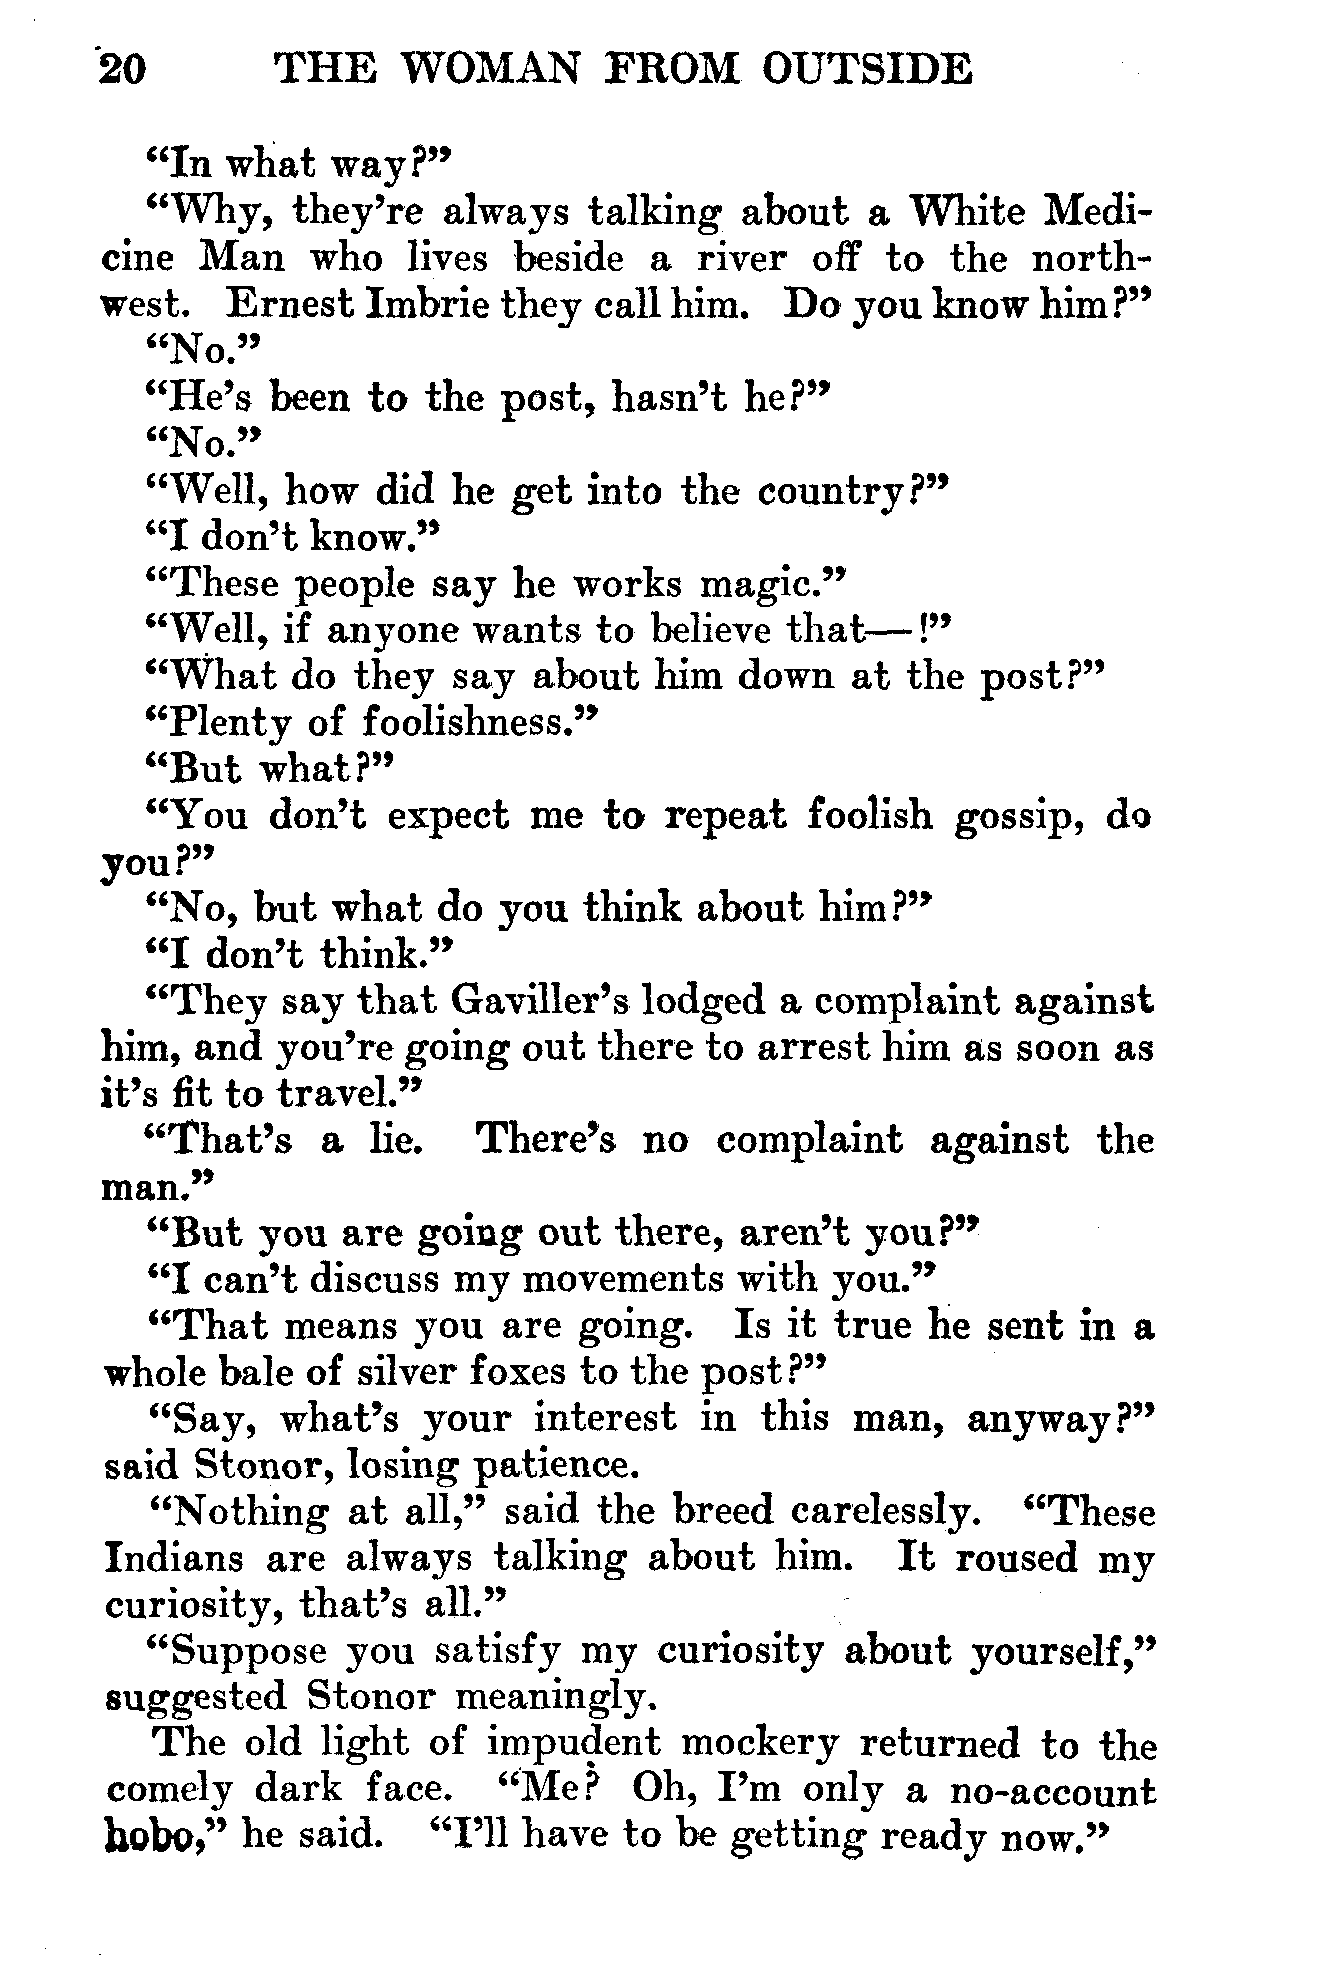 20 THE WOMAN FROM OUTSIDE
“In what way?”
“Why, they’re always talking about a White Medi-
cine Man who lives beside a river off to the north-
west. Ernest Imbrie they call him. Do you know him?”
“No.”
“He’s been to the post, hasn’t he?”
“No.”
“Well, how did he get into the country?”
“I don’t know.”
“These people say he works magic.”
“Well, if anyone wants to believe that—!”
“What do they say about him down at the post?”
“Plenty of foolishness.”
“But what?”
“You don’t expect me to repeat foolish gossip, do
you?”
“No, but what do you think about him?”
“I don’t think.”
“They say that Gaviller’s lodged a complaint against
him, and you’re going out there to arrest him as soon as
it’s fit to travel.”
“That’s a lie. There’s no complaint against the
man.”
“But you are going out there, aren’t you?”
“I can’t discuss my movements with you.”
“That means you are going. Is it true he sent in a
whole bale of silver foxes to the post?”
“Say, what’s your interest in this man, anyway?”
said Stonor, losing patience.
“Nothing at all,” said the breed carelessly. “These
Indians are always talking about him. It roused my
curiosity, that’s all.”
“Suppose you satisfy my curiosity about yourself,”
suggested Stonor meaningly.
The old light of impudent mockery returned to the
comely dark face. “Me? Oh, I’m only a no-account
hobo,” he said. “I’ll have to be getting ready now.”